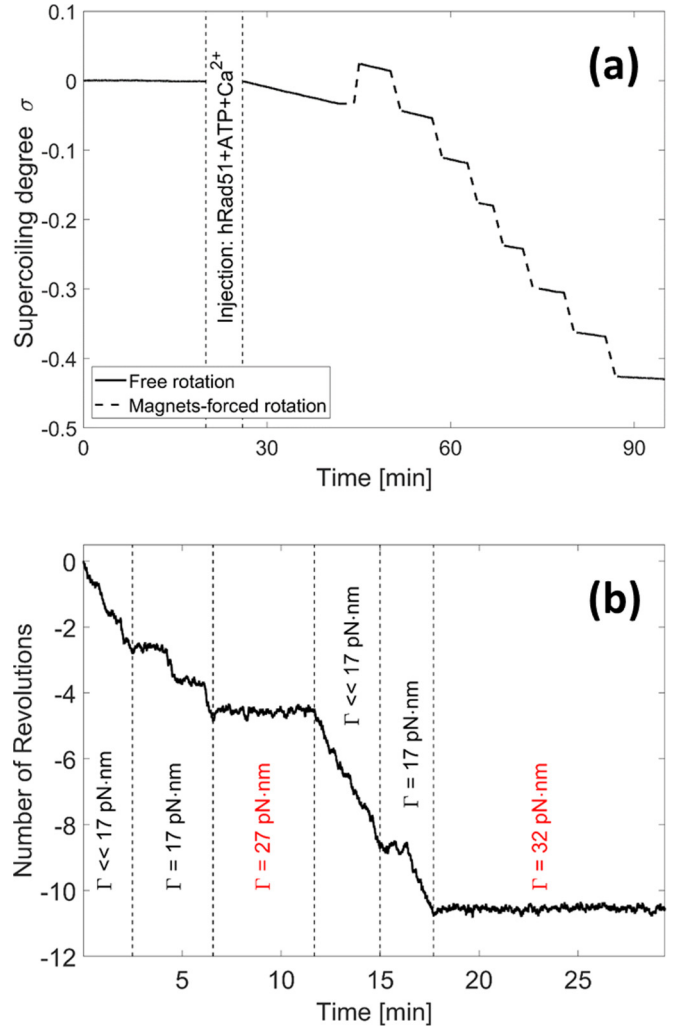 (a)
0.1
0
-0.1
-0.2
-0.3
-0.4
-0.5
Supercoiling degree σ
Injection: hRad51+ATP+Ca²⁺
Free rotation
Magnets-forced rotation
0
30
60
90
Time [min]
(b)
0
-2
-4
-6
-8
-10
-12
Number of Revolutions
Γ << 17 pN·nm
Γ = 17 pN·nm
Γ = 27 pN·nm
Γ << 17 pN·nm
Γ = 17 pN·nm
Γ = 32 pN·nm
5
10
15
20
25
Time [min]